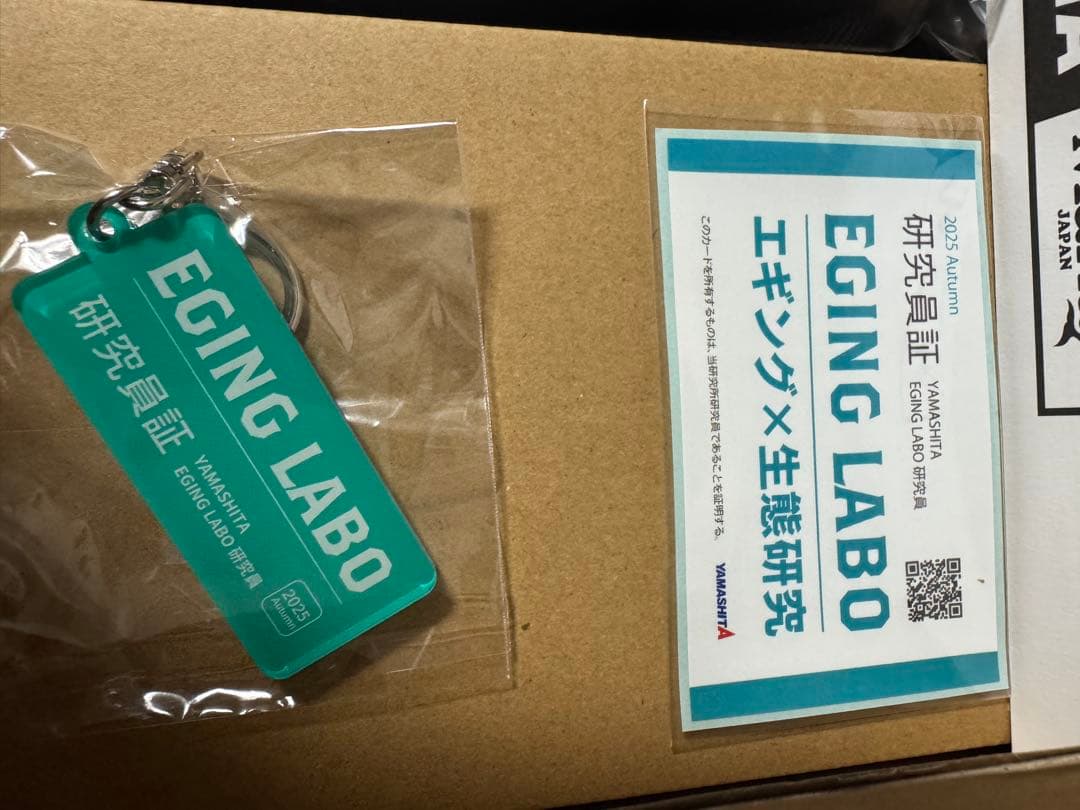 EGING LABO
研究員証
YAMASHITA
EGING LABO 研究員
2025
Autumn
2025 Autumn
研究員証
YAMASHITA
EGING LABO 研究員
EGING LABO
エギング×生態研究
このカードを所有するものは、当研究所研究員であることを証明する。
YAMASHITA
JAPAN